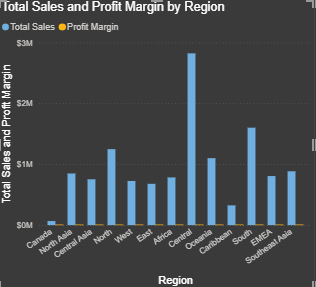 Total Sales and Profit Margin by Region
Total Sales Profit Margin
Total Sales and Profit Margin
$3M
$2M
$1M
$0M
Canada
North Asia
Central Asia
North
West
East
Africa
Central
Oceania
Caribbean
South
EMEA
Southeast Asia
Region